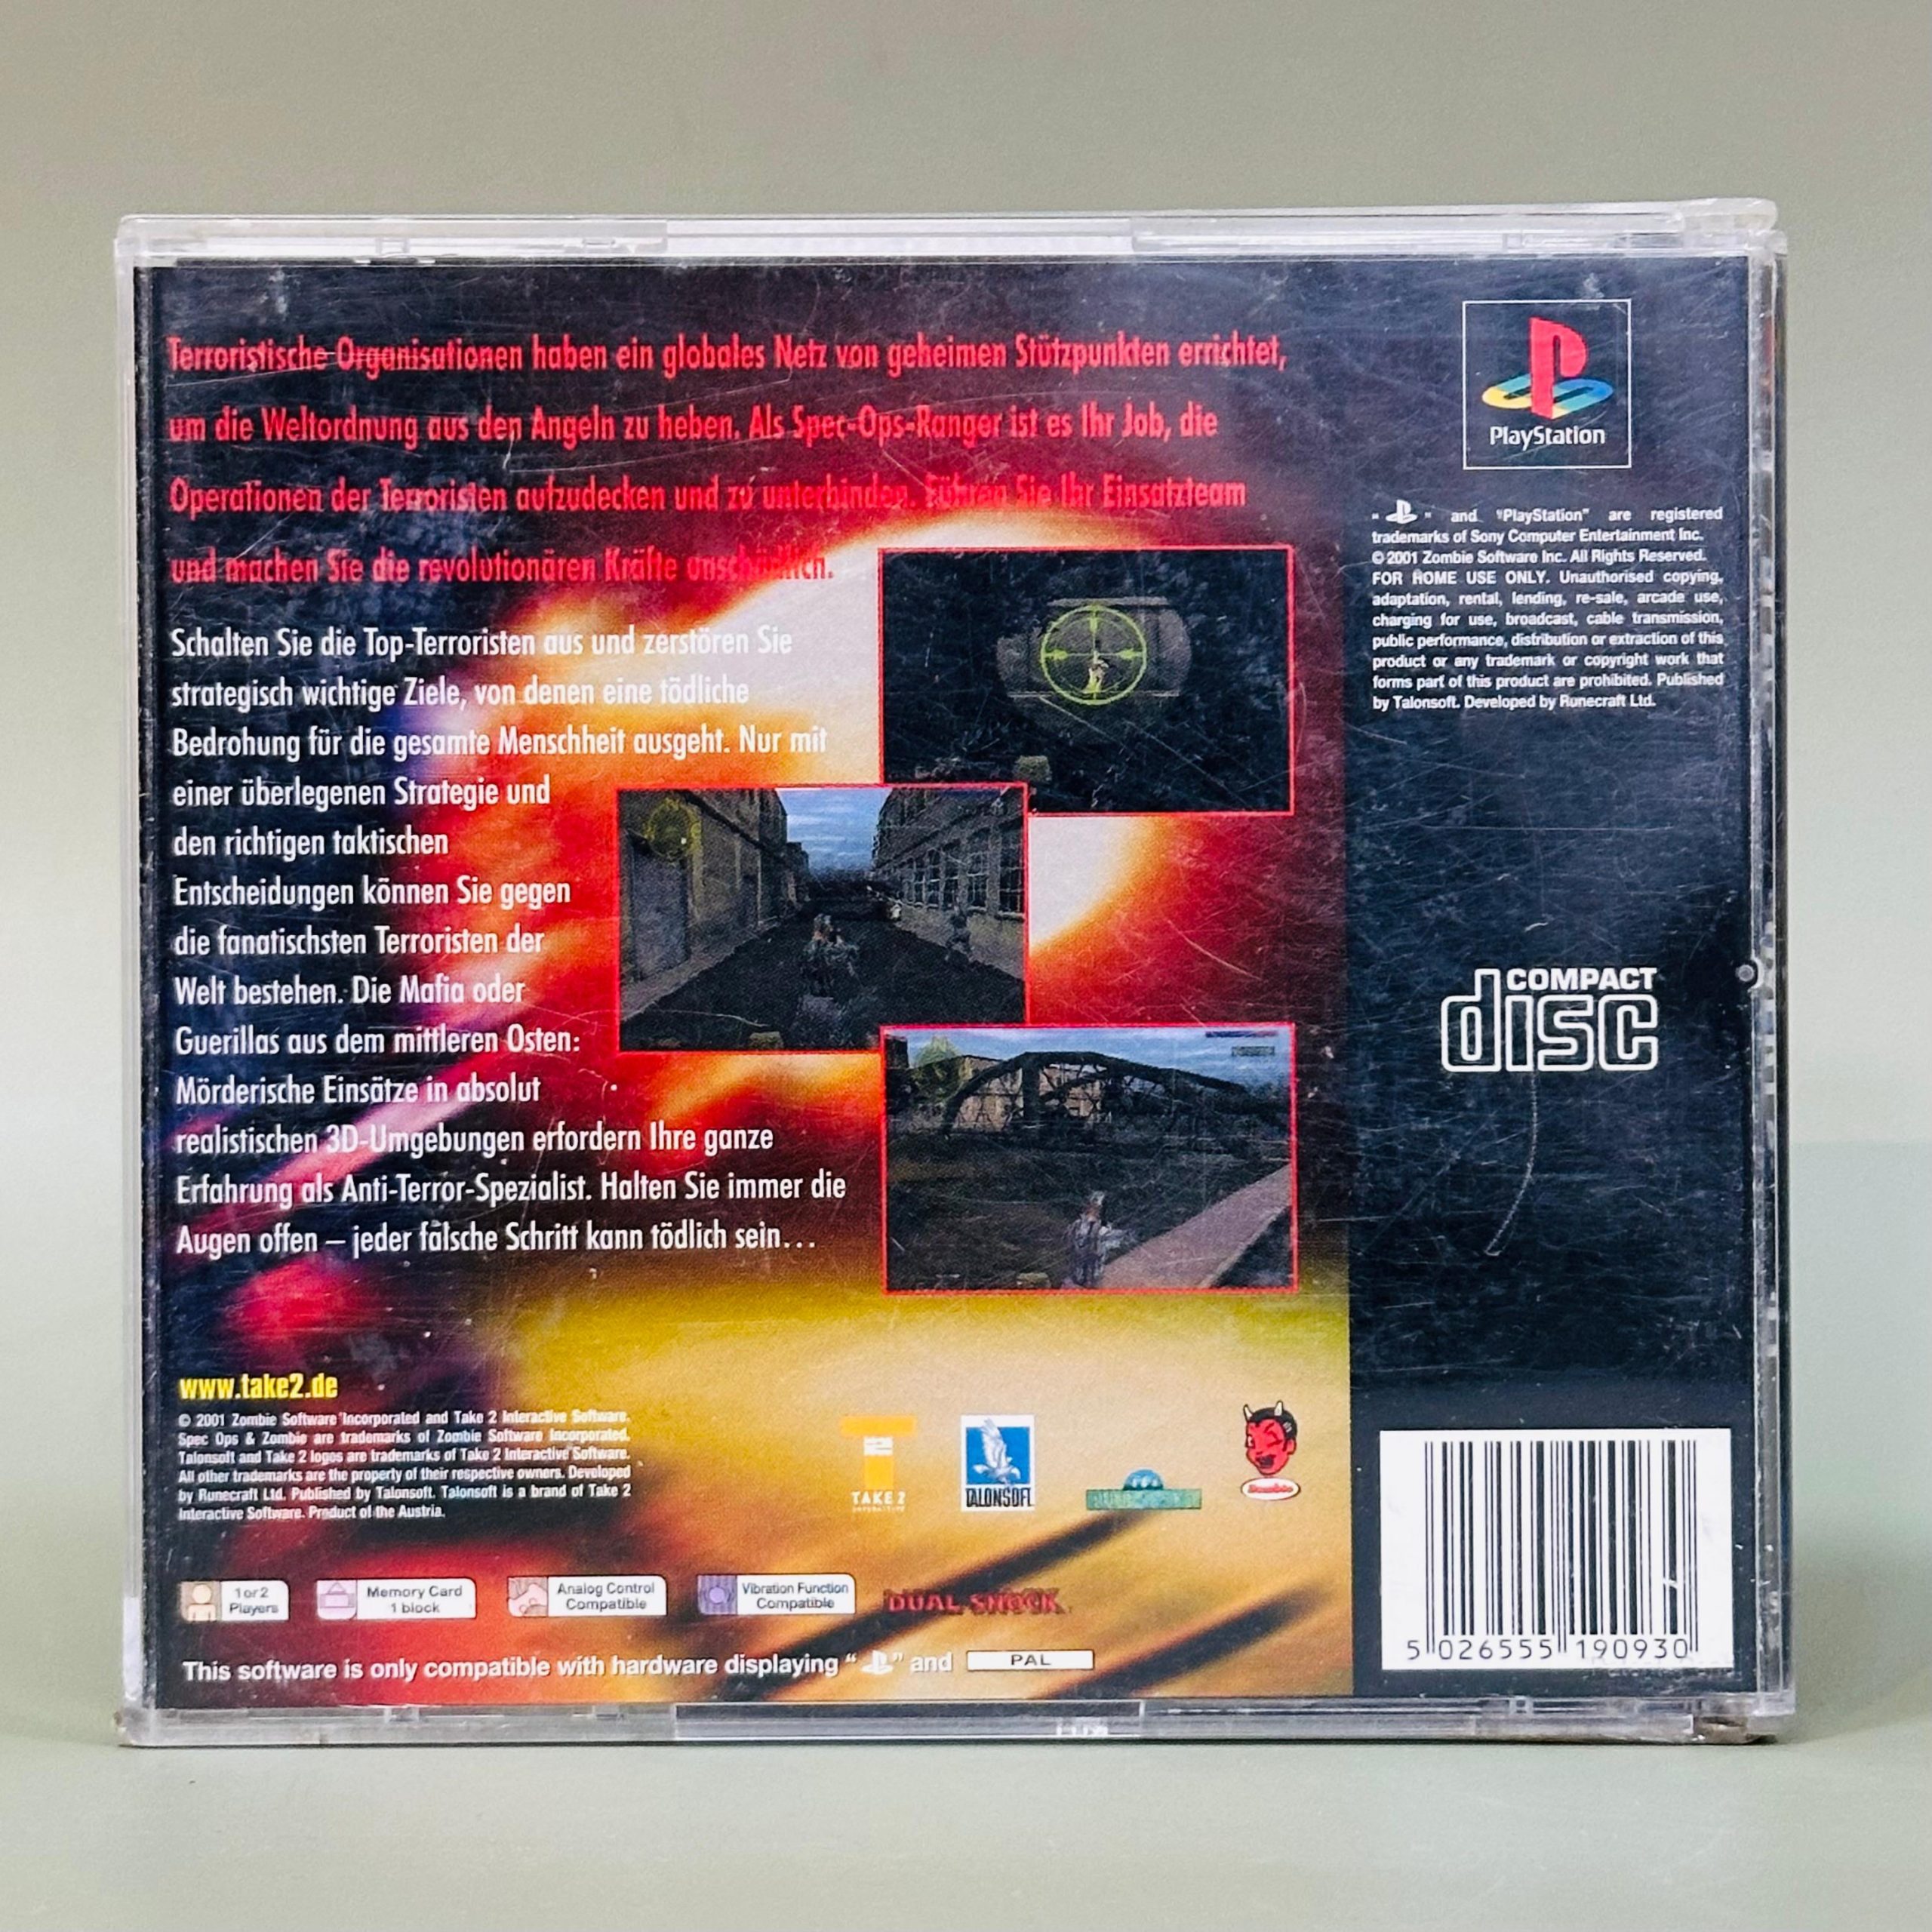 Terroristische Organisationen haben ein globales Netz von geheimen Stützpunkten errichtet,
um die Weltordnung aus den Angeln zu heben. Als Spec-Ops-Ranger ist es Ihr Job, die
Operationen der Terroristen aufzudecken und zu unterbinden. Führen Sie Ihr Einsatzteam
und machen Sie die revolutionären Kräfte unschädlich.
Schalten Sie die Top-Terroristen aus und zerstören Sie
strategisch wichtige Ziele, von denen eine tödliche
Bedrohung für die gesamte Menschheit ausgeht. Nur mit
einer überlegenen Strategie und
den richtigen taktischen
Entscheidungen können Sie gegen
die fanatischsten Terroristen der
Welt bestehen. Die Mafia oder
Guerillas aus dem mittleren Osten:
Mörderische Einsätze in absolut
realistischen 3D-Umgebungen erfordern Ihre ganze
Erfahrung als Anti-Terror-Spezialist. Halten Sie immer die
Augen offen – jeder falsche Schritt kann tödlich sein...
www.take2.de
© 2001 Zombie Software Incorporated and Take 2 Interactive Software.
Spec Ops & Zombie are trademarks of Zombie Software Incorporated.
Talonsoft and Take 2 logos are trademarks of Take 2 Interactive Software.
All other trademarks are the property of their respective owners. Developed
by Runecraft Ltd. Published by Talonsoft. Talonsoft is a brand of Take 2
Interactive Software. Product of the Austria.
TAKE 2
INTERACTIVE
TALONSOFT
Zombie
1 or 2
Players
Memory Card
1 block
Analog Control
Compatible
Vibration Function
Compatible
DUAL SHOCK
This software is only compatible with hardware displaying " " and PAL
PlayStation
" " and "PlayStation" are registered
trademarks of Sony Computer Entertainment Inc.
© 2001 Zombie Software Inc. All Rights Reserved.
FOR HOME USE ONLY. Unauthorised copying,
adaptation, rental, lending, re-sale, arcade use,
charging for use, broadcast, cable transmission,
public performance, distribution or extraction of this
product or any trademark or copyright work that
forms part of this product are prohibited. Published
by Talonsoft. Developed by Runecraft Ltd.
COMPACT
disc
5 026555 190930